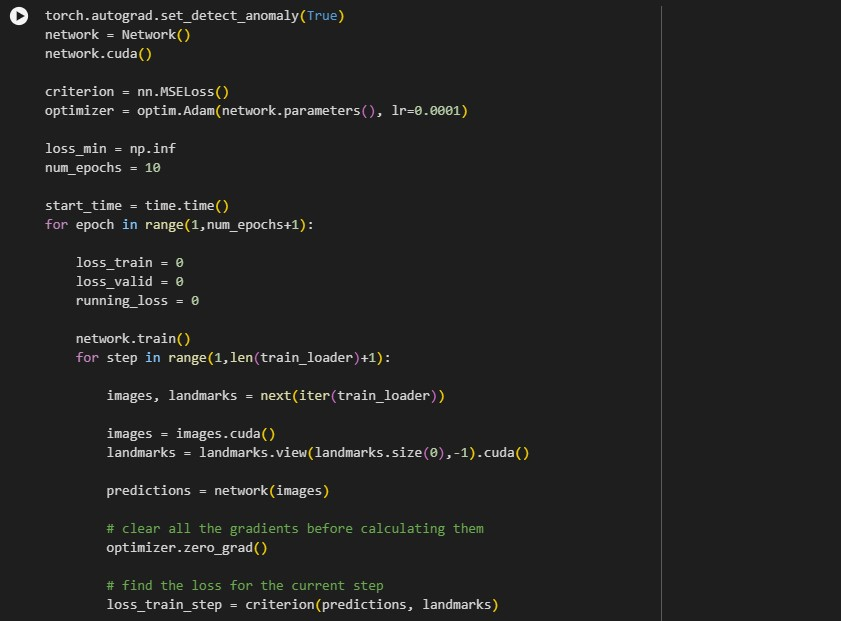 torch.autograd.set_detect_anomaly(True)
network = Network()
network.cuda()
criterion = nn.MSELoss()
optimizer = optim.Adam(network.parameters(), lr=0.0001)
loss_min = np.inf
num_epochs = 10
start_time = time.time()
for epoch in range(1,num_epochs+1):
loss_train = 0
loss_valid = 0
running_loss = 0
network.train()
for step in range(1,len(train_loader)+1):
images, landmarks = next(iter(train_loader))
images = images.cuda()
landmarks = landmarks.view(landmarks.size(0),-1).cuda()
predictions = network(images)
# clear all the gradients before calculating them
optimizer.zero_grad()
# find the loss for the current step
loss_train_step = criterion(predictions, landmarks)